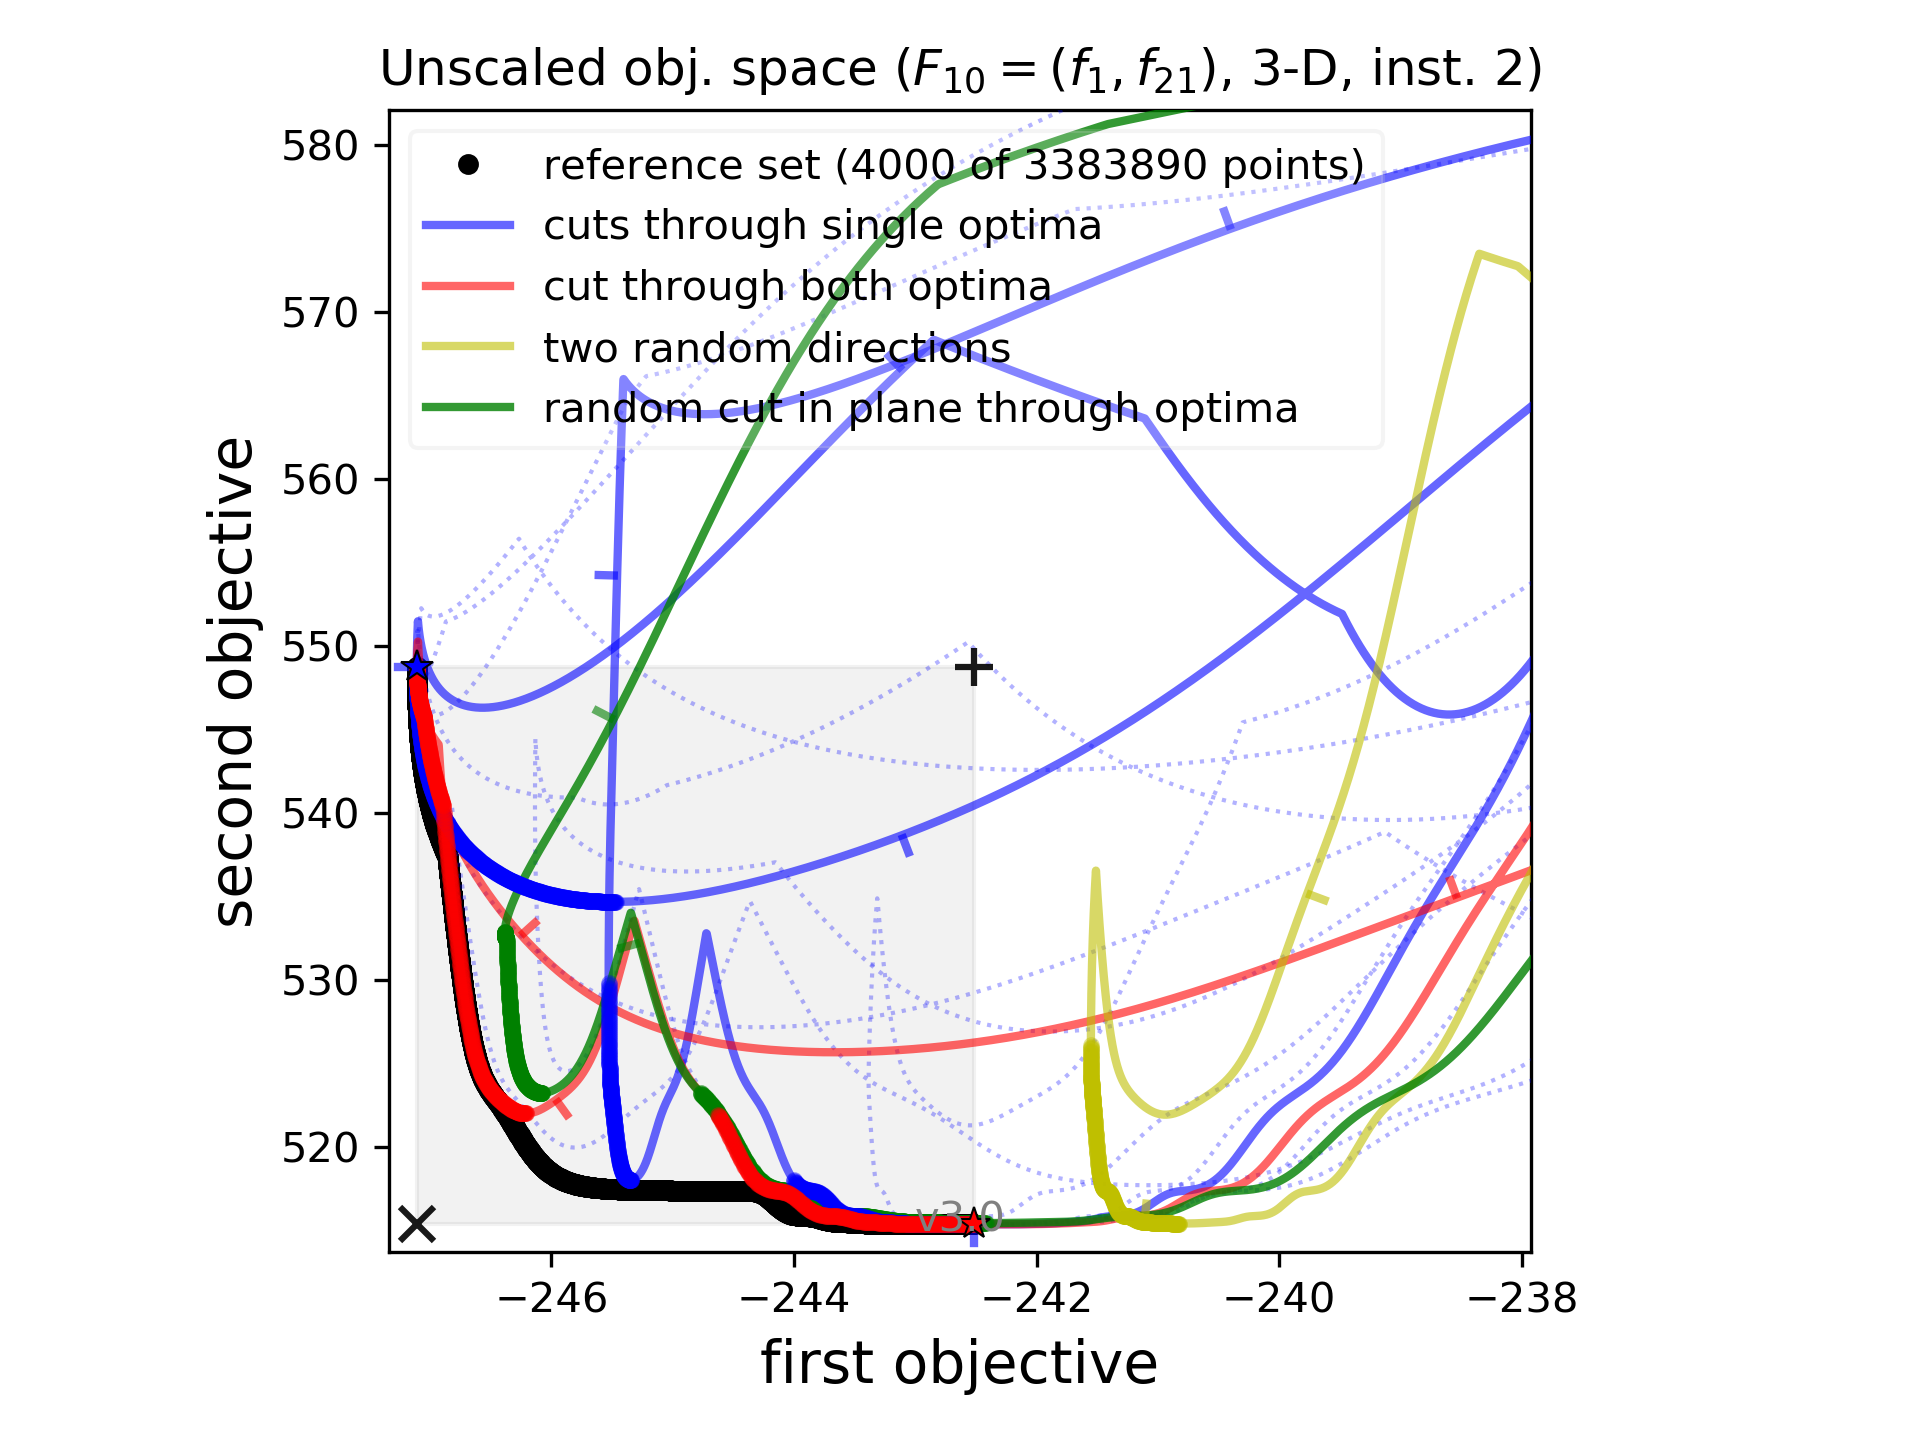 Unscaled obj. space (F₁₀ = (f₁, f₂₁), 3-D, inst. 2)
reference set (4000 of 3383890 points)
cuts through single optima
cut through both optima
two random directions
random cut in plane through optima
580
570
560
550
540
530
520
second objective
v3.0
−246
−244
−242
−240
−238
first objective